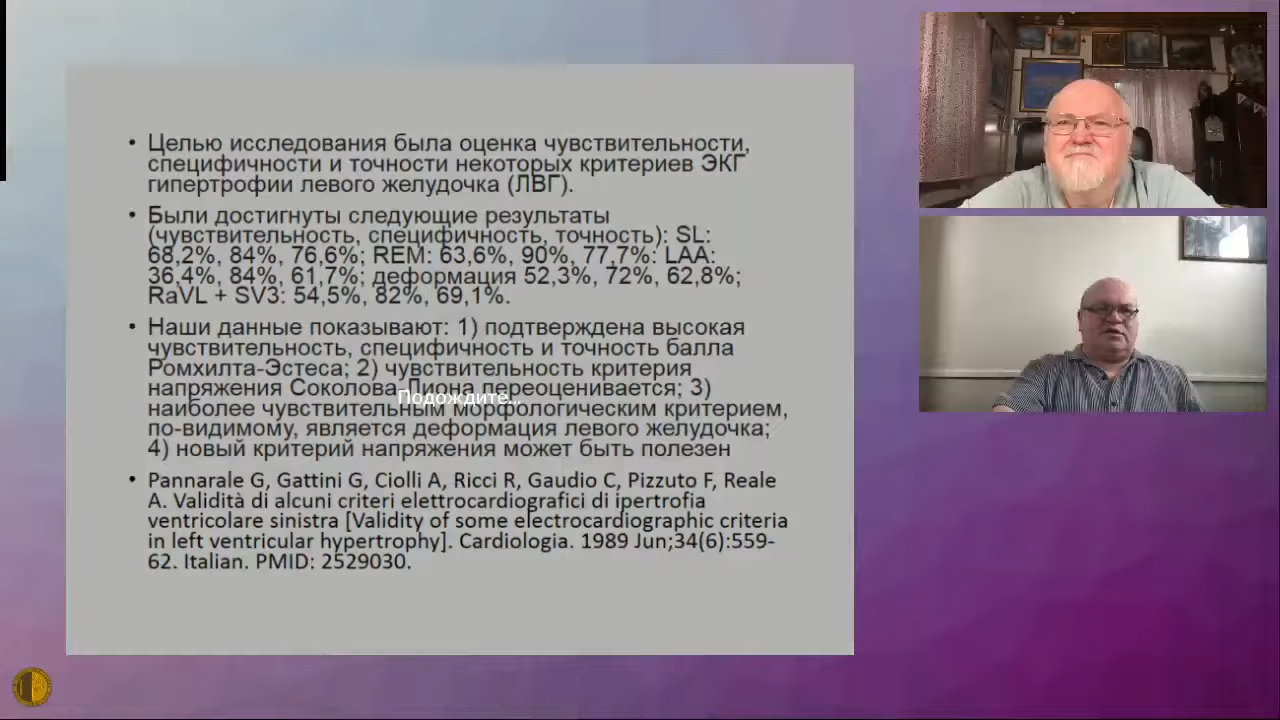 • Целью исследования была оценка чувствительности,
специфичности и точности некоторых критериев ЭКГ
гипертрофии левого желудочка (ЛВГ).
• Были достигнуты следующие результаты
(чувствительность, специфичность, точность): SL:
68,2%, 84%, 76,6%; REM: 63,6%, 90%, 77,7%: LAA:
36,4%, 84%, 61,7%; деформация 52,3%, 72%, 62,8%;
RaVL + SV3: 54,5%, 82%, 69,1%.
• Наши данные показывают: 1) подтверждена высокая
чувствительность, специфичность и точность балла
Ромхилта-Эстеса; 2) чувствительность критерия
напряжения Соколова-Лиона переоценивается; 3)
Подождите...
наиболее чувствительным морфологическим критерием,
по-видимому, является деформация левого желудочка;
4) новый критерий напряжения может быть полезен
• Pannarale G, Gattini G, Ciolli A, Ricci R, Gaudio C, Pizzuto F, Reale
A. Validità di alcuni criteri elettrocardiografici di ipertrofia
ventricolare sinistra [Validity of some electrocardiographic criteria
in left ventricular hypertrophy]. Cardiologia. 1989 Jun;34(6):559-
62. Italian. PMID: 2529030.